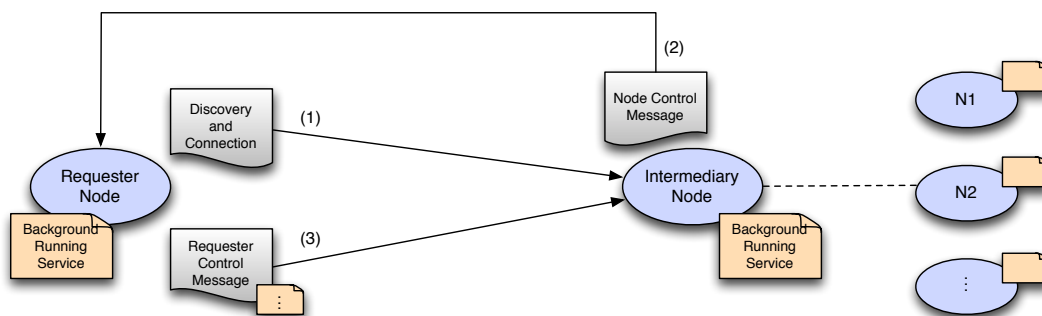 (2)
Node Control
Message
N1
Discovery
and
Connection
(1)
Requester
Node
Intermediary
Node
N2
Background
Running
Service
(3)
Requester
Control
Message
⋮
Background
Running
Service
⋮